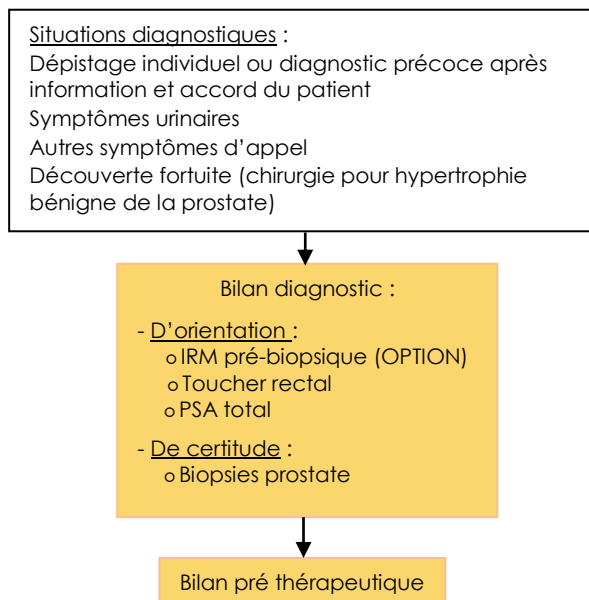 Situations diagnostiques :
Dépistage individuel ou diagnostic précoce après
information et accord du patient
Symptômes urinaires
Autres symptômes d'appel
Découverte fortuite (chirurgie pour hypertrophie
bénigne de la prostate)
Bilan diagnostic :
- D'orientation :
o IRM pré-biopsique (OPTION)
o Toucher rectal
o PSA total
- De certitude :
o Biopsies prostate
Bilan pré thérapeutique